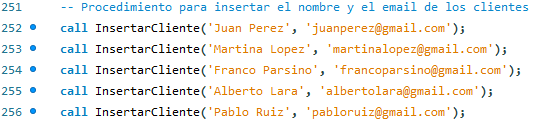 251 -- Procedimiento para insertar el nombre y el email de los clientes
252 call InsertarCliente('Juan Perez', 'juanperez@gmail.com');
253 call InsertarCliente('Martina Lopez', 'martinalopez@gmail.com');
254 call InsertarCliente('Franco Parsino', 'francoparsino@gmail.com');
255 call InsertarCliente('Alberto Lara', 'albertolara@gmail.com');
256 call InsertarCliente('Pablo Ruiz', 'pabloruiz@gmail.com');